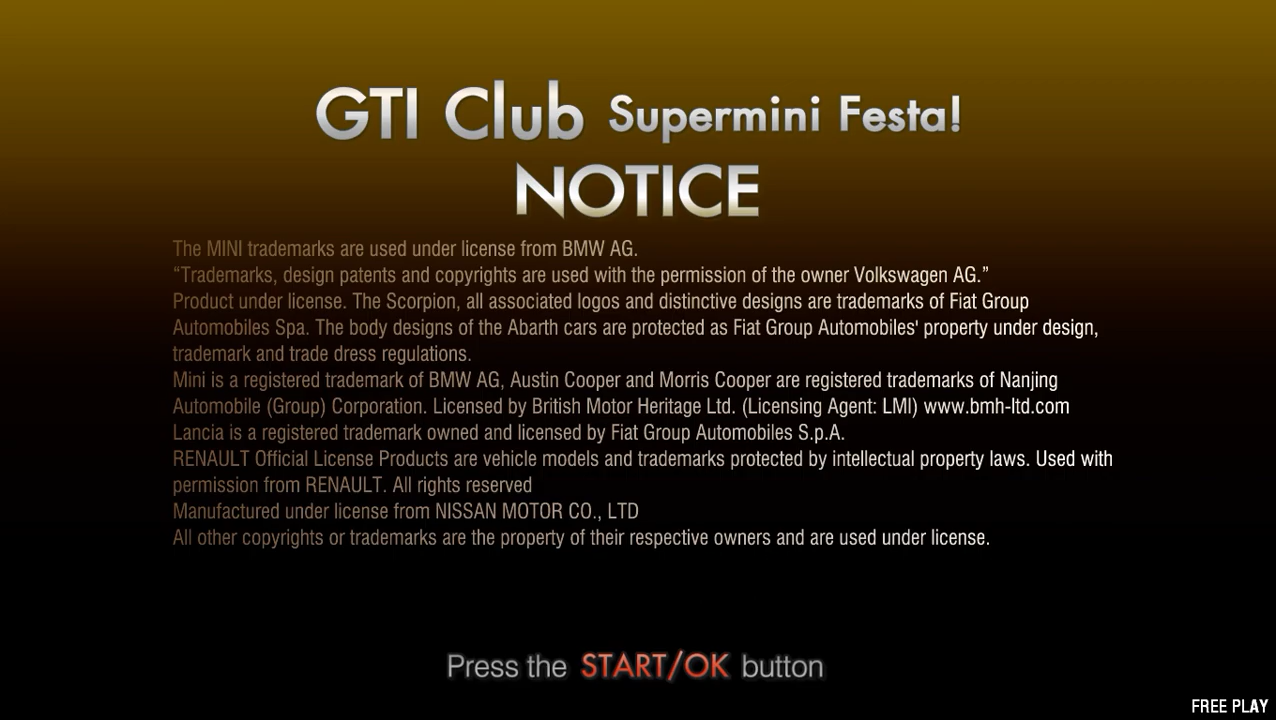 GTI Club Supermini Festa!
NOTICE
The MINI trademarks are used under license from BMW AG.
“Trademarks, design patents and copyrights are used with the permission of the owner Volkswagen AG.”
Product under license. The Scorpion, all associated logos and distinctive designs are trademarks of Fiat Group
Automobiles Spa. The body designs of the Abarth cars are protected as Fiat Group Automobiles' property under design,
trademark and trade dress regulations.
Mini is a registered trademark of BMW AG, Austin Cooper and Morris Cooper are registered trademarks of Nanjing
Automobile (Group) Corporation. Licensed by British Motor Heritage Ltd. (Licensing Agent: LMI) www.bmh-ltd.com
Lancia is a registered trademark owned and licensed by Fiat Group Automobiles S.p.A.
RENAULT Official License Products are vehicle models and trademarks protected by intellectual property laws. Used with
permission from RENAULT. All rights reserved
Manufactured under license from NISSAN MOTOR CO., LTD
All other copyrights or trademarks are the property of their respective owners and are used under license.
Press the START/OK button
FREE PLAY